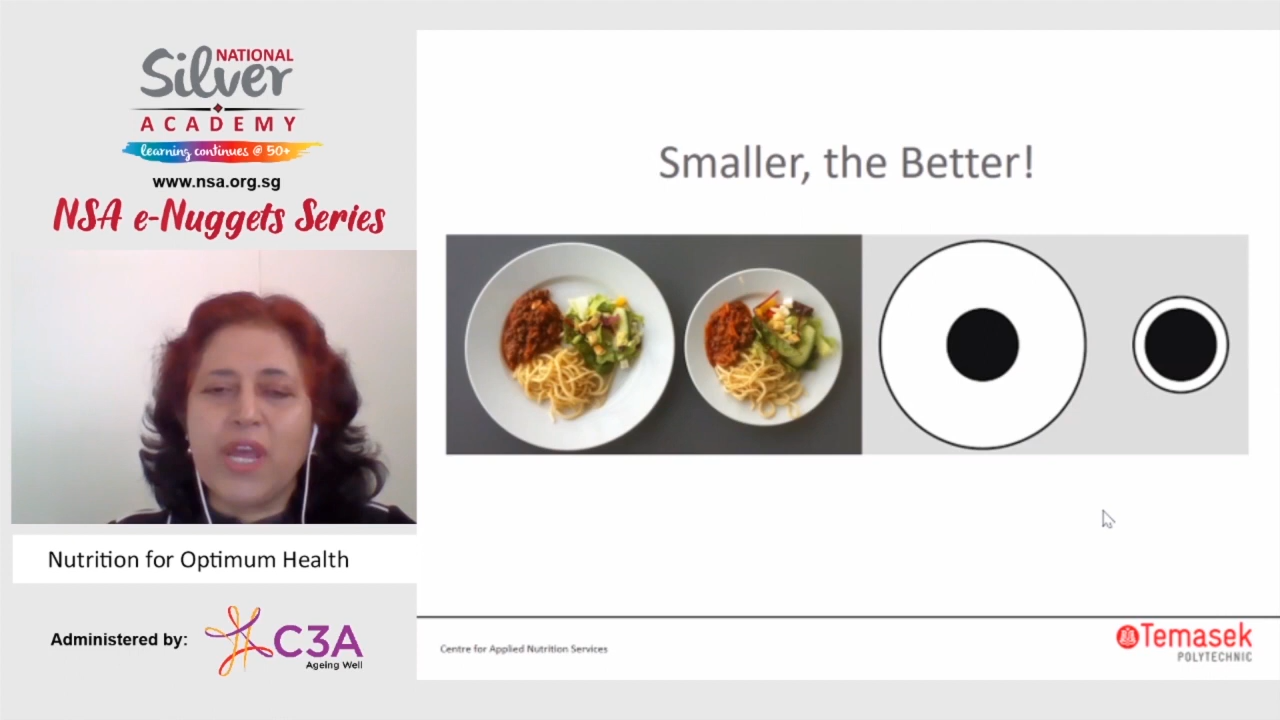 NATIONAL
Silver
ACADEMY
learning continues @ 50+
www.nsa.org.sg
NSA e-Nuggets Series
Nutrition for Optimum Health
Administered by:
C3A
Ageing Well
Smaller, the Better!
Centre for Applied Nutrition Services
Temasek
POLYTECHNIC